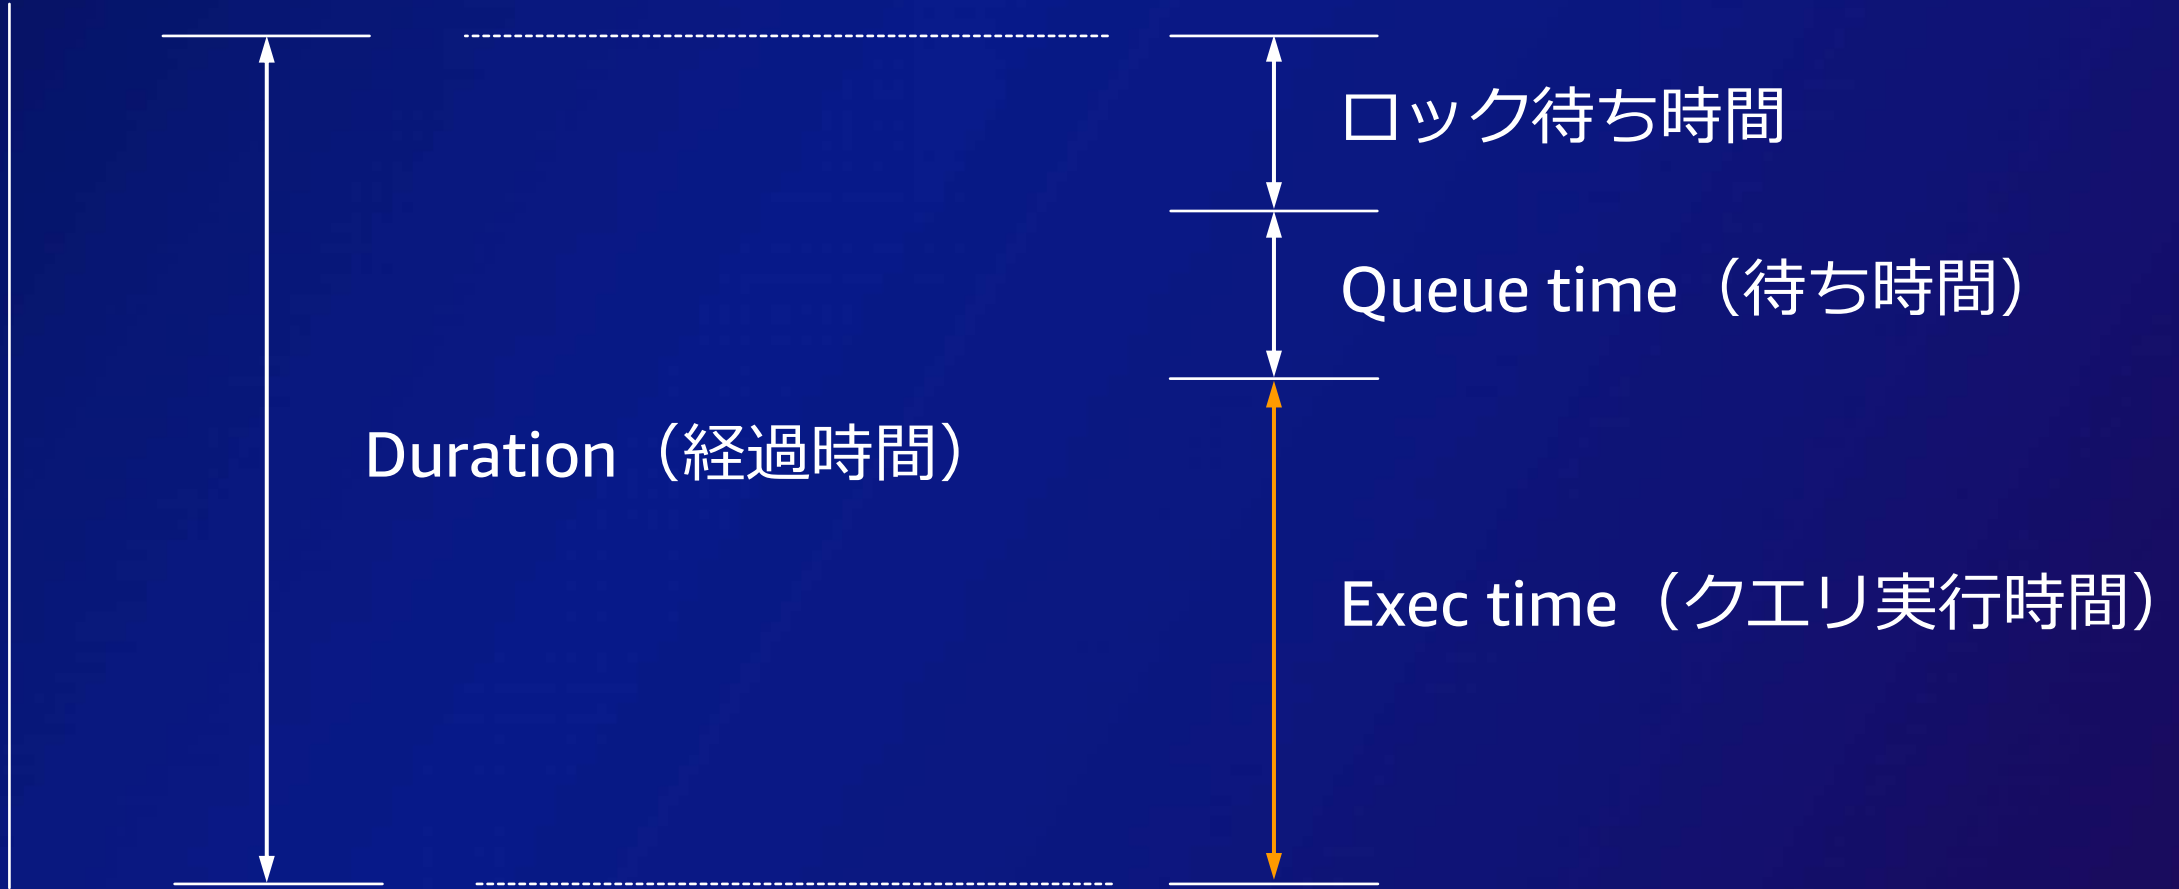 ロック待ち時間
Queue time（待ち時間）
Duration（経過時間）
Exec time（クエリ実行時間）